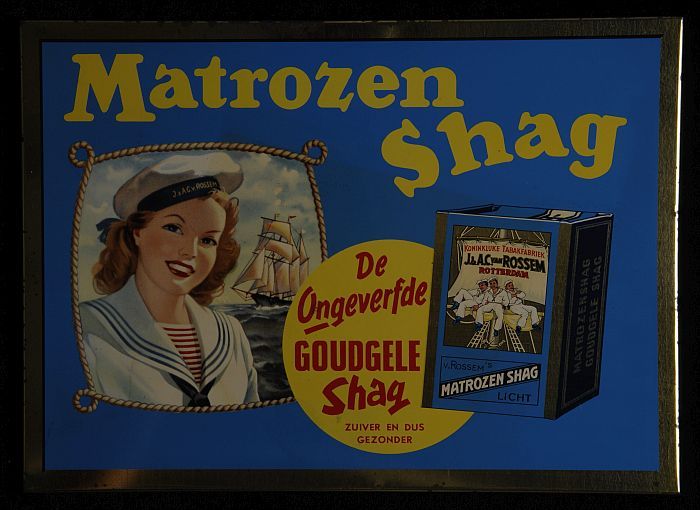 Matrozen
Shag
J.&A.C.v.ROSSEM
De
Ongeverfde
GOUDGELE
Shag
ZUIVER EN DUS
GEZONDER
KONINKLIJKE TABAKFABRIEK
J.&A.C. VAN ROSSEM
ROTTERDAM
v. ROSSEM'S
MATROZEN SHAG
LICHT
MATROZENSHAG
GOUDGELE SHAG